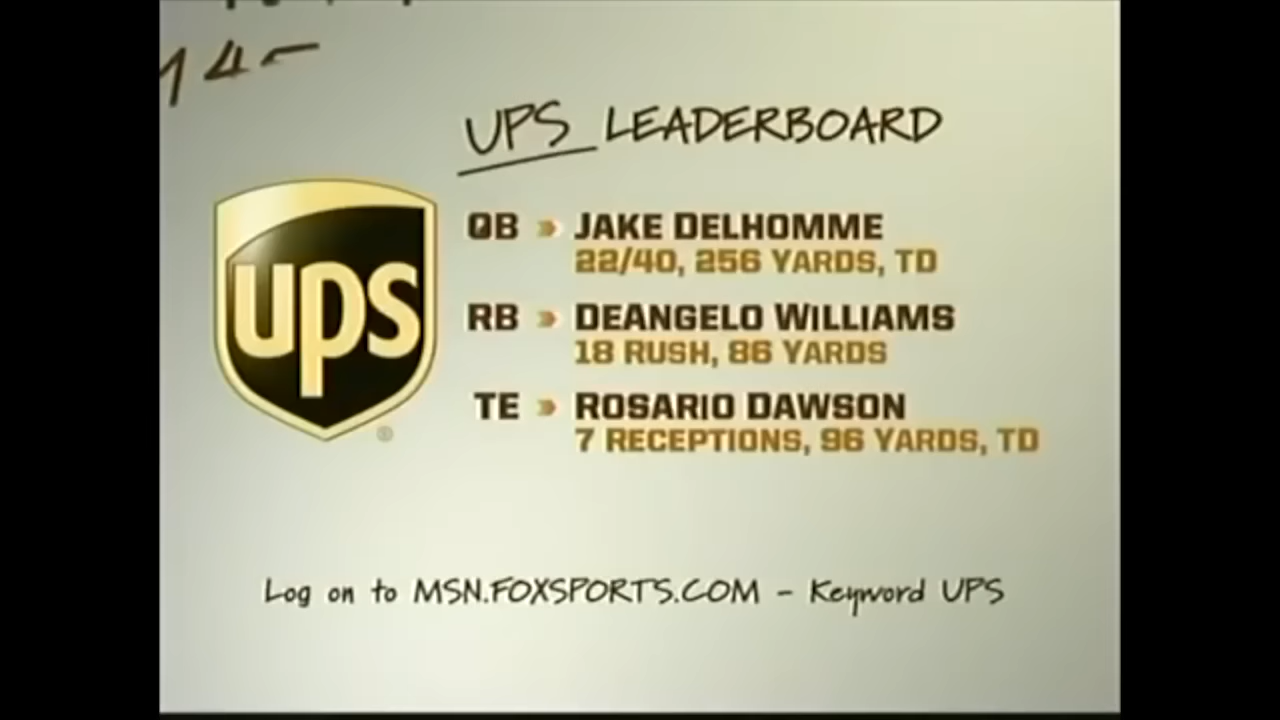 UPS LEADERBOARD
ups
®
QB » JAKE DELHOMME
22/40, 256 YARDS, TD
RB » DEANGELO WILLIAMS
18 RUSH, 86 YARDS
TE » ROSARIO DAWSON
7 RECEPTIONS, 96 YARDS, TD
Log on to MSN.FOXSPORTS.COM - Keyword UPS